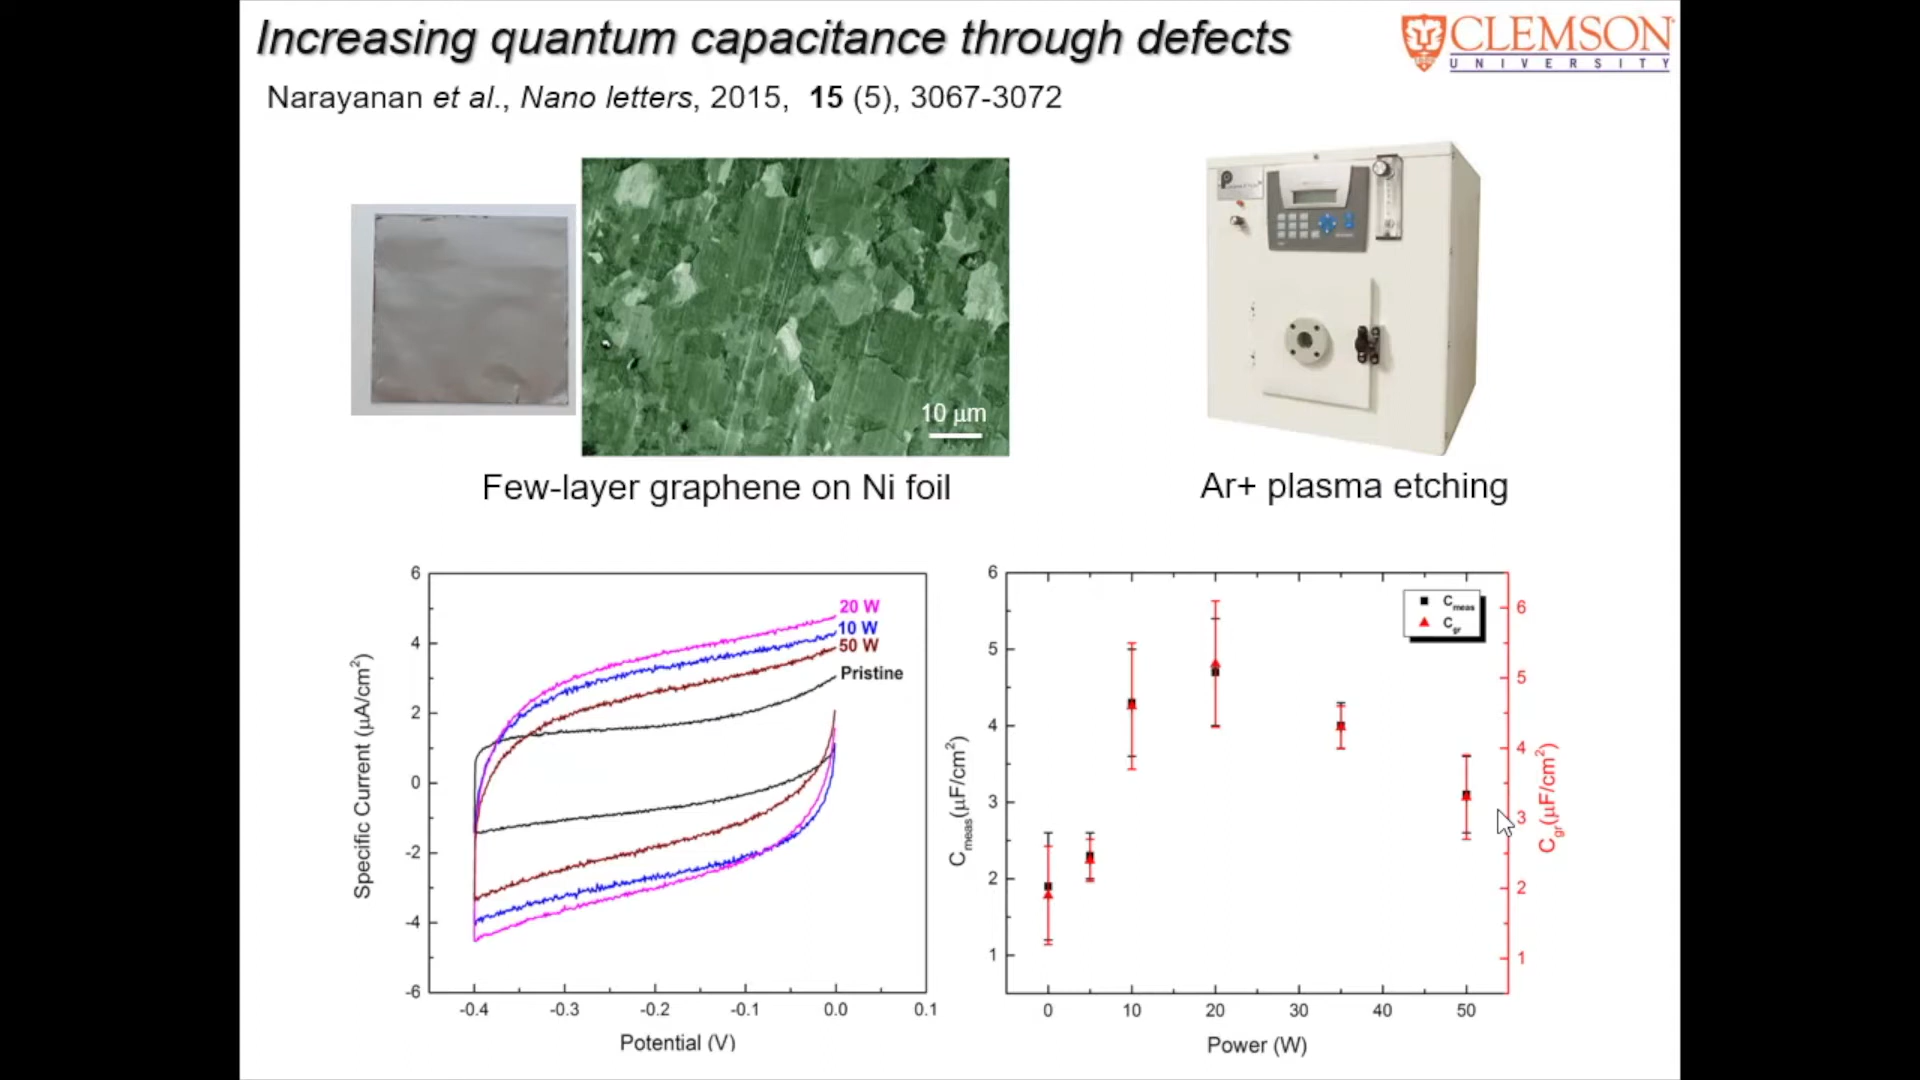 Increasing quantum capacitance through defects
CLEMSON
UNIVERSITY
Narayanan et al., Nano letters, 2015, 15 (5), 3067-3072
10 μm
Few-layer graphene on Ni foil
Ar+ plasma etching
6
4
2
0
-2
-4
-6
Specific Current (μA/cm²)
20 W
10 W
50 W
Pristine
-0.4 -0.3 -0.2 -0.1 0.0 0.1
Potential (V)
6
5
4
3
2
1
Cmeas(μF/cm²)
Cmeas
Cgr
6
5
4
3
2
1
Cgr(μF/cm²)
0 10 20 30 40 50
Power (W)